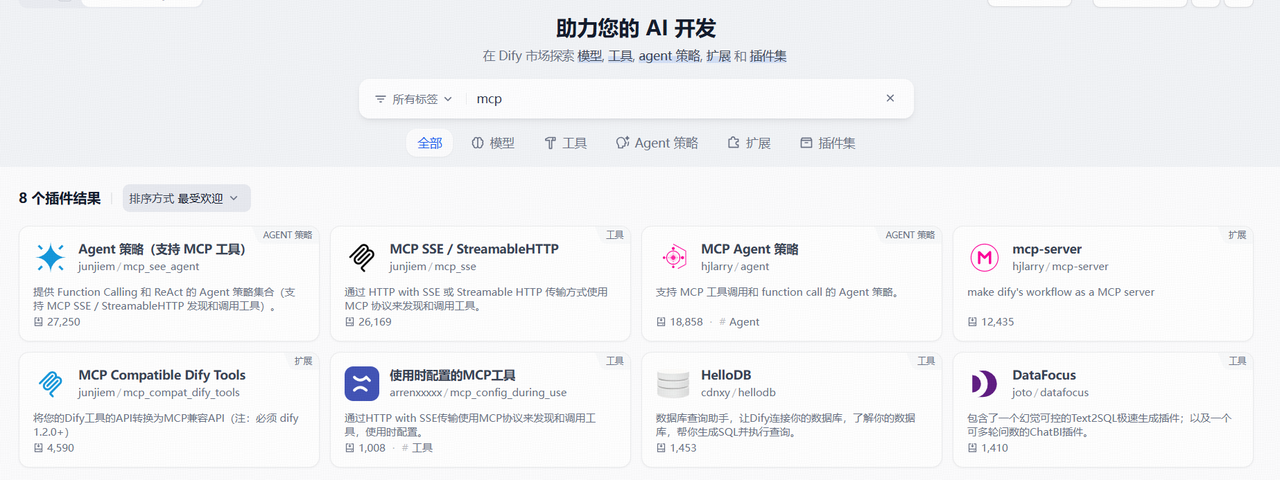 助力您的 AI 开发
在 Dify 市场探索 模型, 工具, agent 策略, 扩展 和 插件集
所有标签 mcp
全部 模型 工具 Agent 策略 扩展 插件集
8 个插件结果 排序方式 最受欢迎
AGENT 策略
Agent 策略（支持 MCP 工具）
junjiem / mcp_see_agent
提供 Function Calling 和 ReAct 的 Agent 策略集合（支
持 MCP SSE / StreamableHTTP 发现和调用工具）。
27,250
工具
MCP SSE / StreamableHTTP
junjiem / mcp_sse
通过 HTTP with SSE 或 Streamable HTTP 传输方式使用
MCP 协议来发现和调用工具。
26,169
AGENT 策略
MCP Agent 策略
hjlarry / agent
支持 MCP 工具调用和 function call 的 Agent 策略。
18,858 · # Agent
扩展
mcp-server
hjlarry / mcp-server
make dify's workflow as a MCP server
12,435
扩展
MCP Compatible Dify Tools
junjiem / mcp_compat_dify_tools
将您的Dify工具的API转换为MCP兼容API（注：必须 dify
1.2.0+）
4,590
工具
使用时配置的MCP工具
arrenxxxxx / mcp_config_during_use
通过HTTP with SSE传输使用MCP协议来发现和调用工
具，使用时配置。
1,008 · # 工具
工具
HelloDB
cdnxy / hellodb
数据库查询助手，让Dify连接你的数据库，了解你的数据
库，帮你生成SQL并执行查询。
1,453
工具
DataFocus
joto / datafocus
包含了一个幻觉可控的Text2SQL极速生成插件；以及一个
可多轮问数的ChatBI插件。
1,410